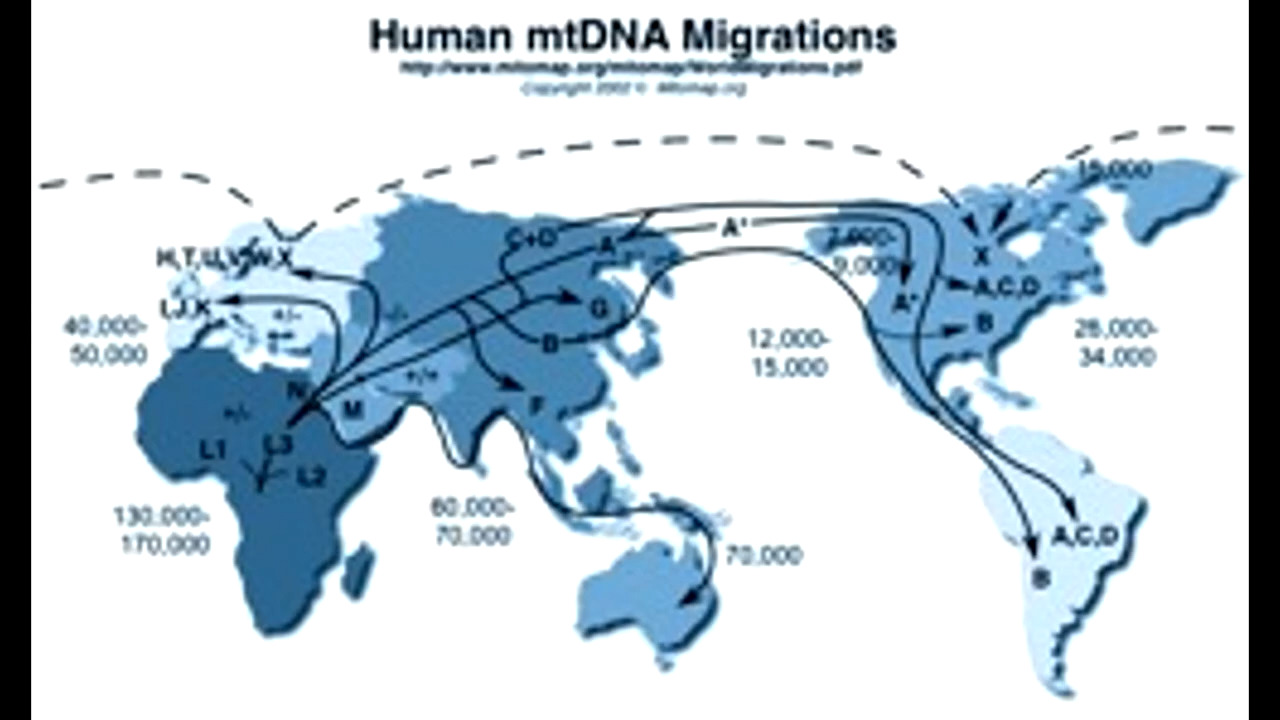 Human mtDNA Migrations
http://www.mitomap.org/mitomap/WorldMigrations.pdf
Copyright 2002 © Mitomap.org
15,000
C+D
A
A*
7,000-
9,000
X
H,T,U,V,W,X
A,C,D
I,J,K
+/-
+/-
G
A*
B
40,000-
50,000
B
12,000-
15,000
26,000-
34,000
+/+
N
M
F
+/-
L1
L3
L2
130,000-
170,000
60,000-
70,000
70,000
A,C,D
B